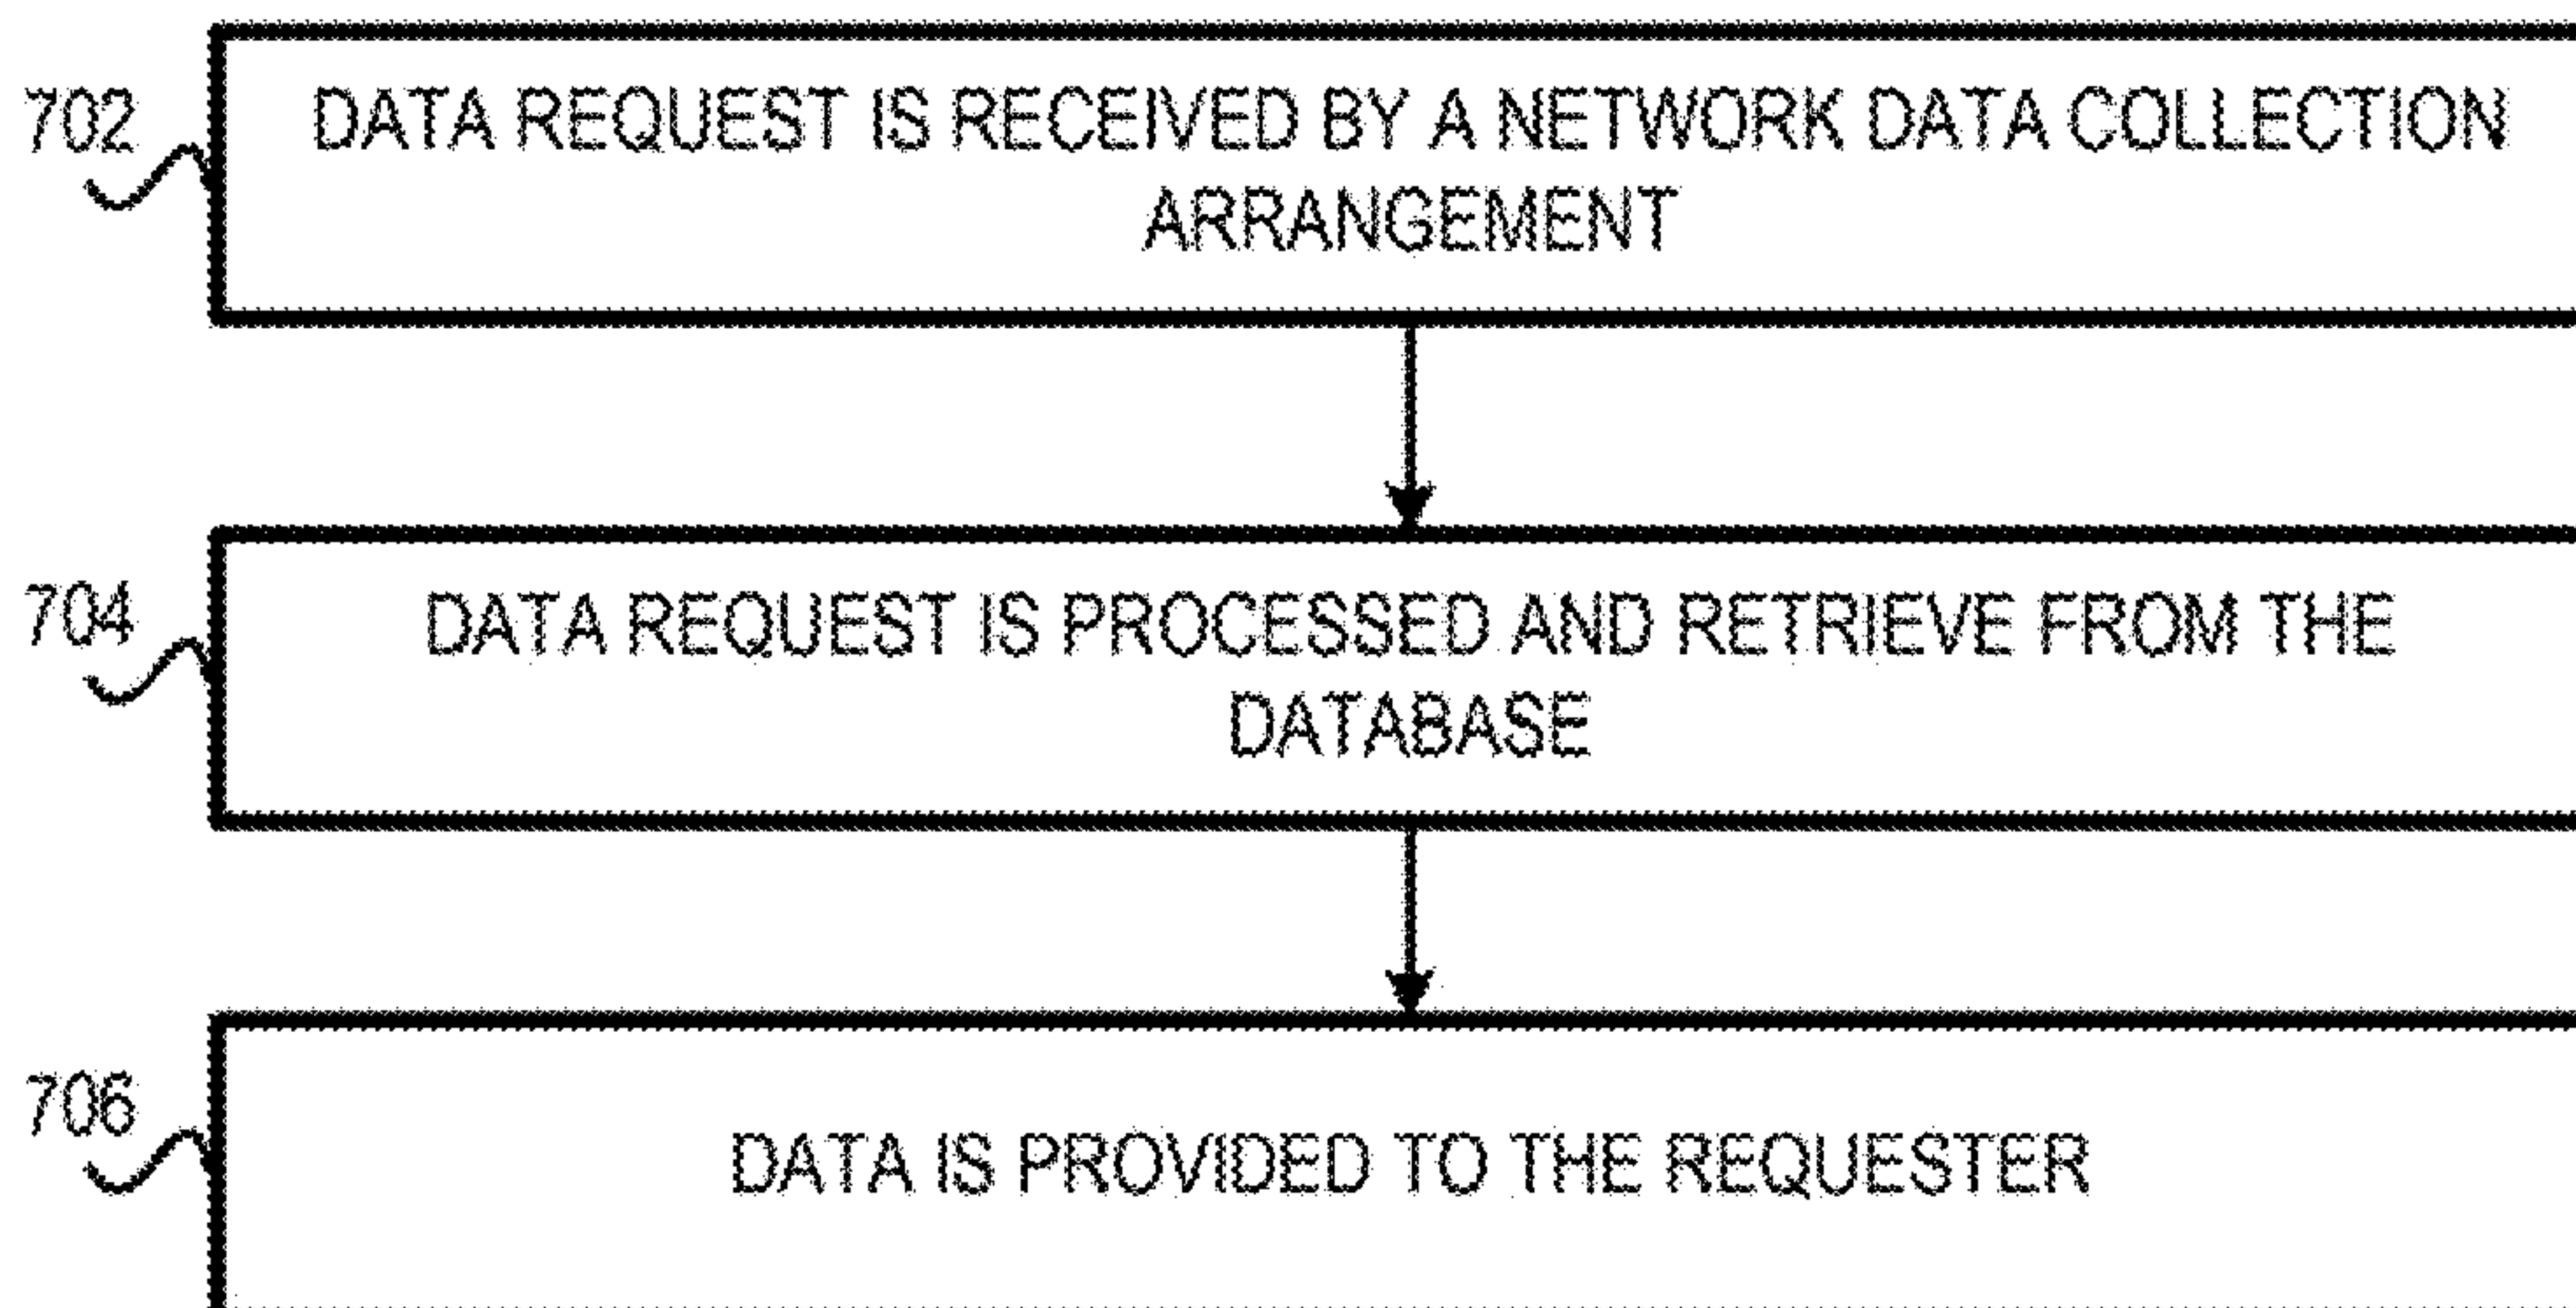 702
DATA REQUEST IS RECEIVED BY A NETWORK DATA COLLECTION
ARRANGEMENT
704
DATA REQUEST IS PROCESSED AND RETRIEVE FROM THE
DATABASE
706
DATA IS PROVIDED TO THE REQUESTER